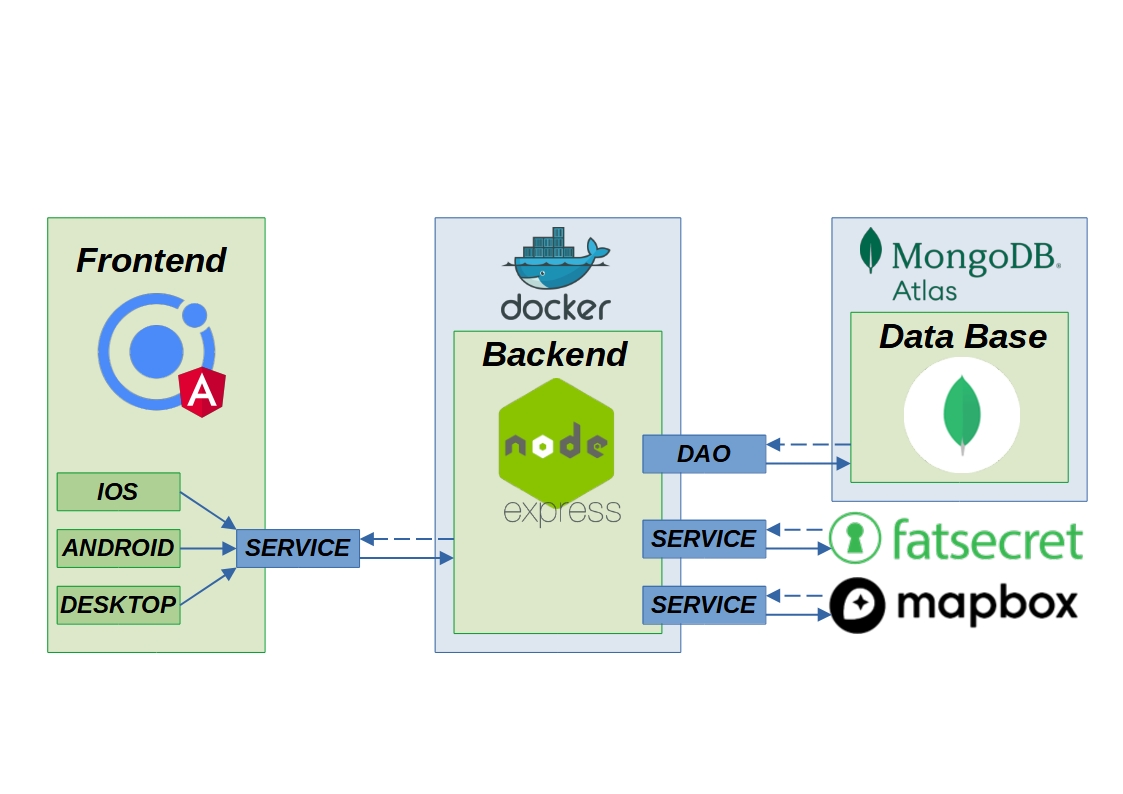 Frontend
IOS
ANDROID
DESKTOP
SERVICE
docker
Backend
node
express
DAO
SERVICE
SERVICE
MongoDB.
Atlas
Data Base
fatsecret
mapbox